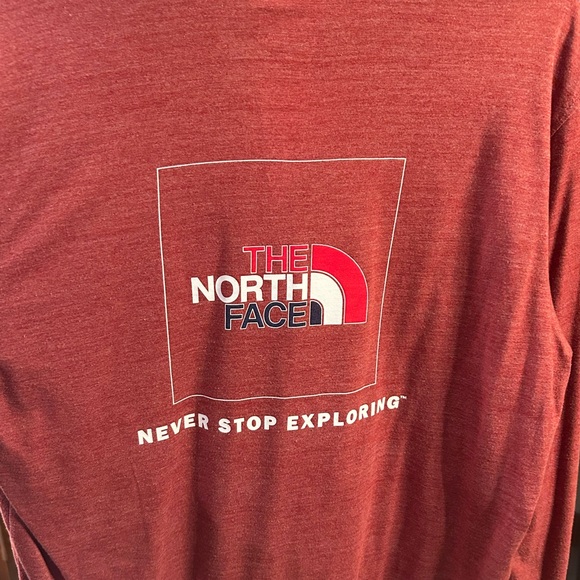 THE
NORTH
FACE
NEVER STOP EXPLORING™